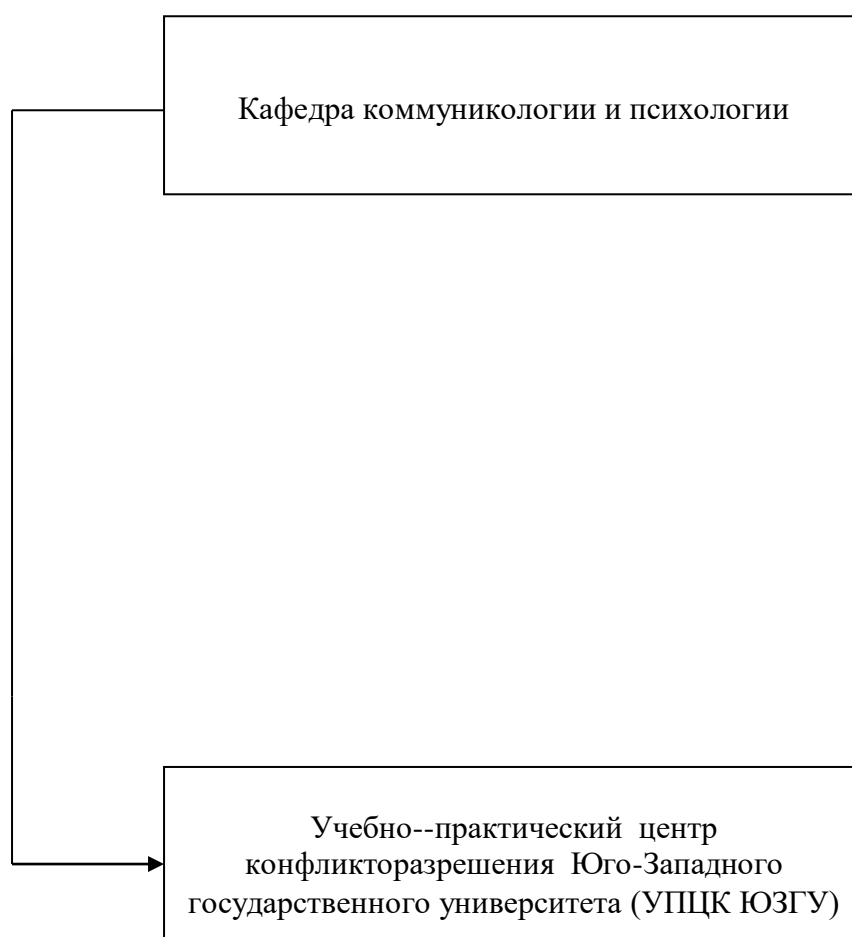 Кафедра коммуникологии и психологии
Учебно--практический центр
конфликторазрешения Юго-Западного
государственного университета (УПЦК ЮЗГУ)